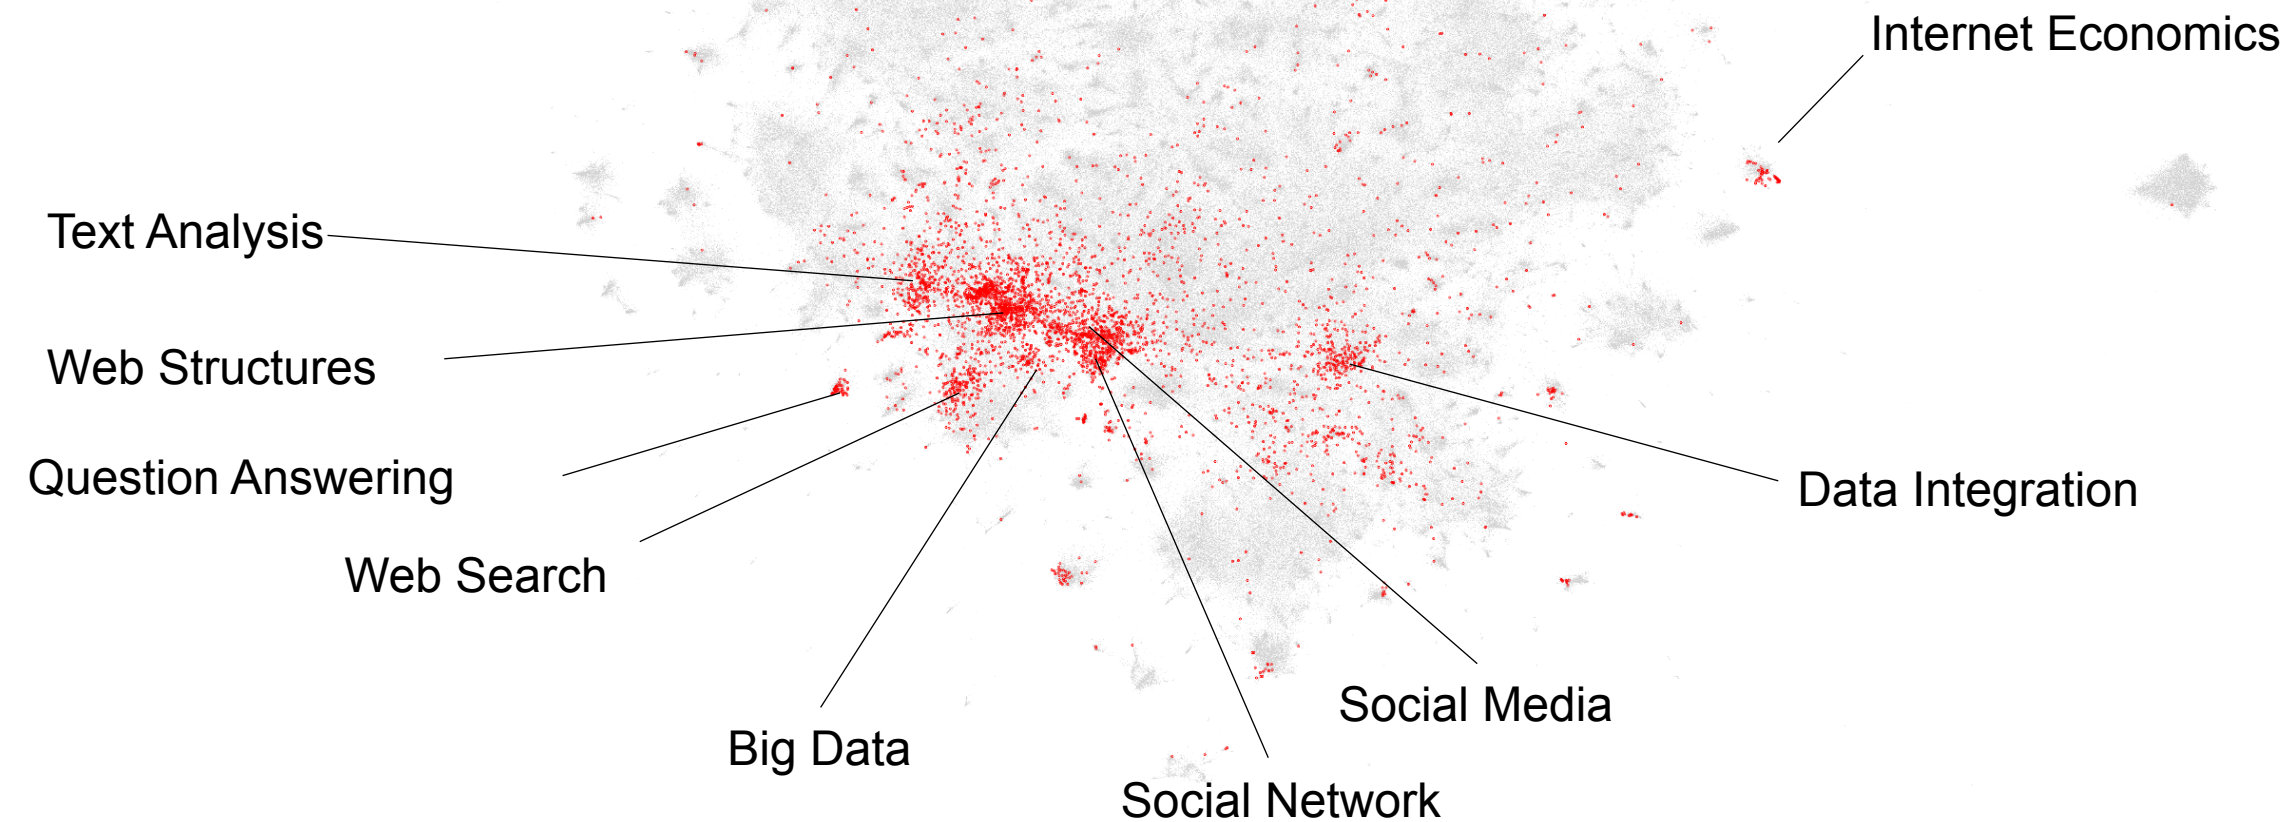 Internet Economics
Text Analysis
Web Structures
Question Answering
Data Integration
Web Search
Social Media
Big Data
Social Network